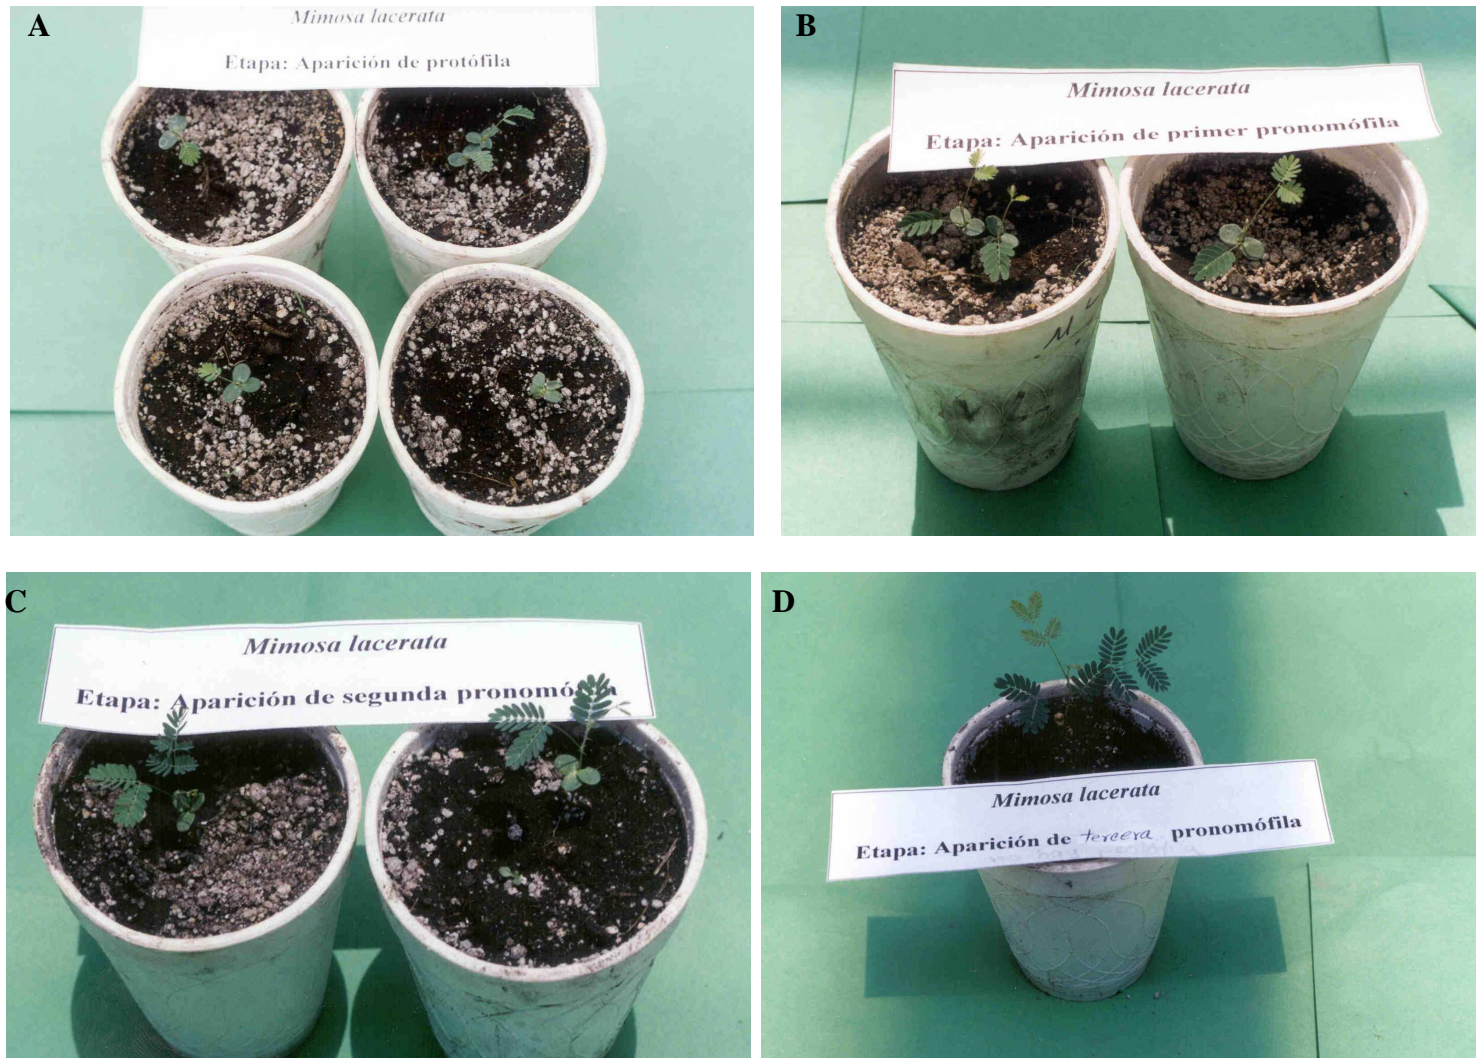 A
Mimosa lacerata
Etapa: Aparición de protófila
B
Mimosa lacerata
Etapa: Aparición de primer pronomófila
M L
C
Mimosa lacerata
Etapa: Aparición de segunda pronomófila
D
Mimosa lacerata
Etapa: Aparición de tercera pronomófila